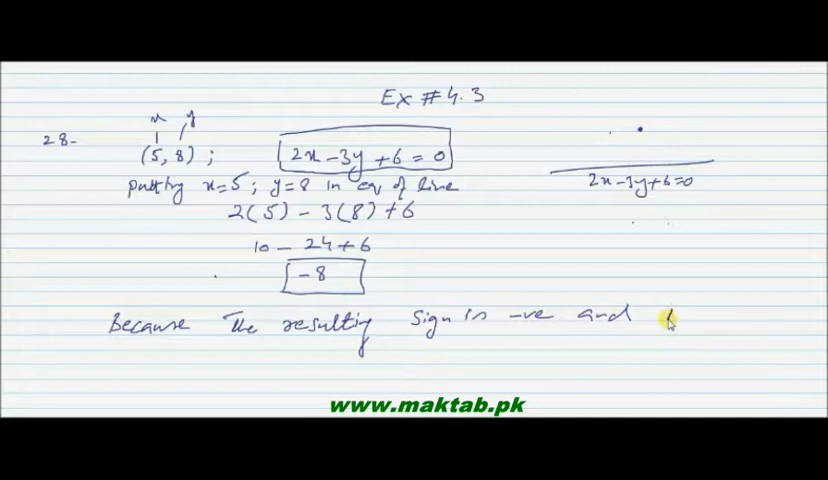 Ex # 4.3
x y
28-
(5, 8) ; 2x - 3y + 6 = 0
putting x=5 ; y=8 in eq of line
2x-3y+6=0
2(5) - 3(8) + 6
10 - 24 + 6
-8
Because The resulting Sign is -ve and
www.maktab.pk